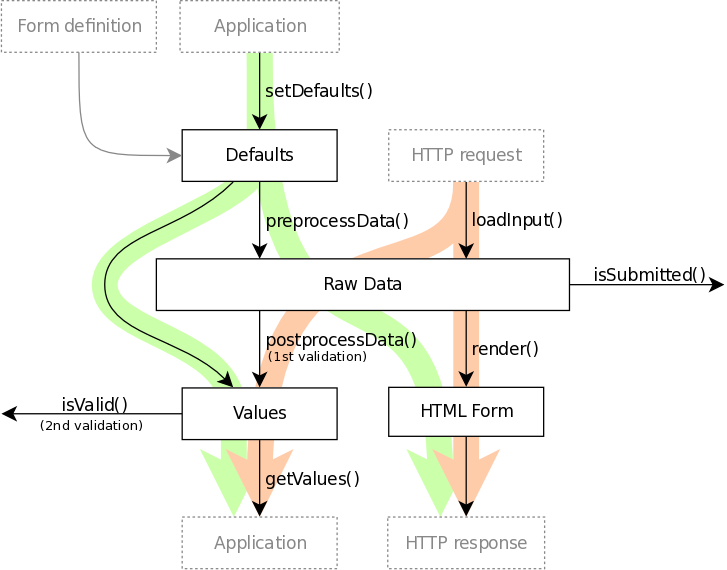 Form definition
Application
setDefaults()
Defaults
HTTP request
preprocessData()
loadInput()
Raw Data
isSubmitted()
postprocessData()
(1st validation)
render()
isValid()
(2nd validation)
Values
HTML Form
getValues()
Application
HTTP response